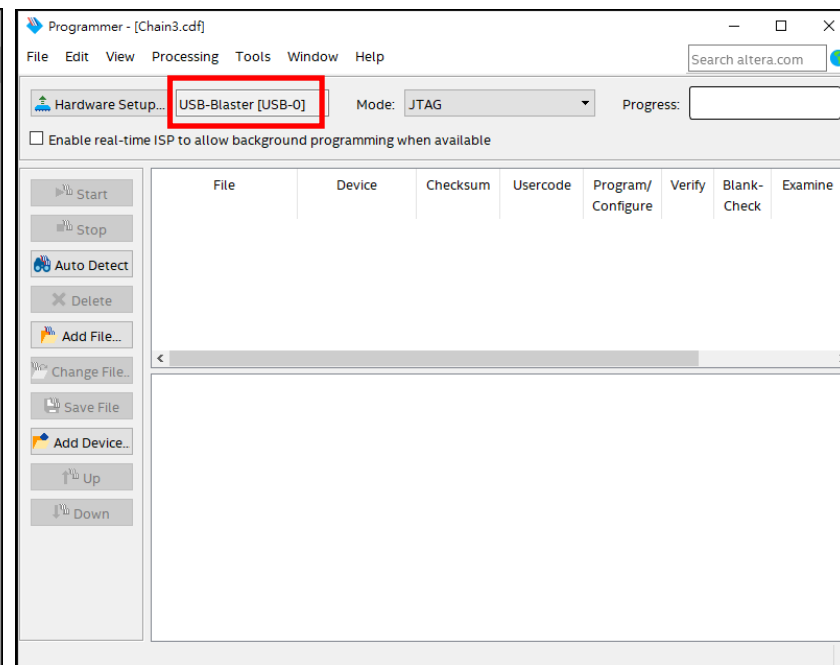 Programmer - [Chain3.cdf]
File Edit View Processing Tools Window Help
Search altera.com
Hardware Setup... USB-Blaster [USB-0] Mode: JTAG Progress:
Enable real-time ISP to allow background programming when available
File Device Checksum Usercode Program/ Verify Blank- Examine
Configure Check
Start
Stop
Auto Detect
Delete
Add File...
Change File..
Save File
Add Device..
Up
Down